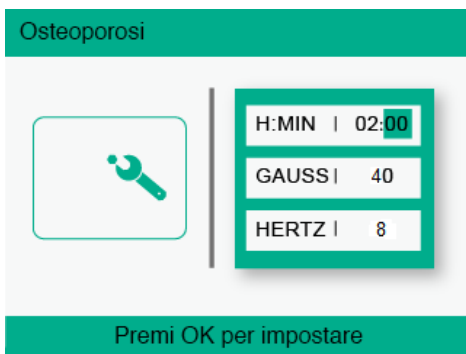 Osteoporosi
H:MIN | 02:00
GAUSS | 40
HERTZ | 8
Premi OK per impostare